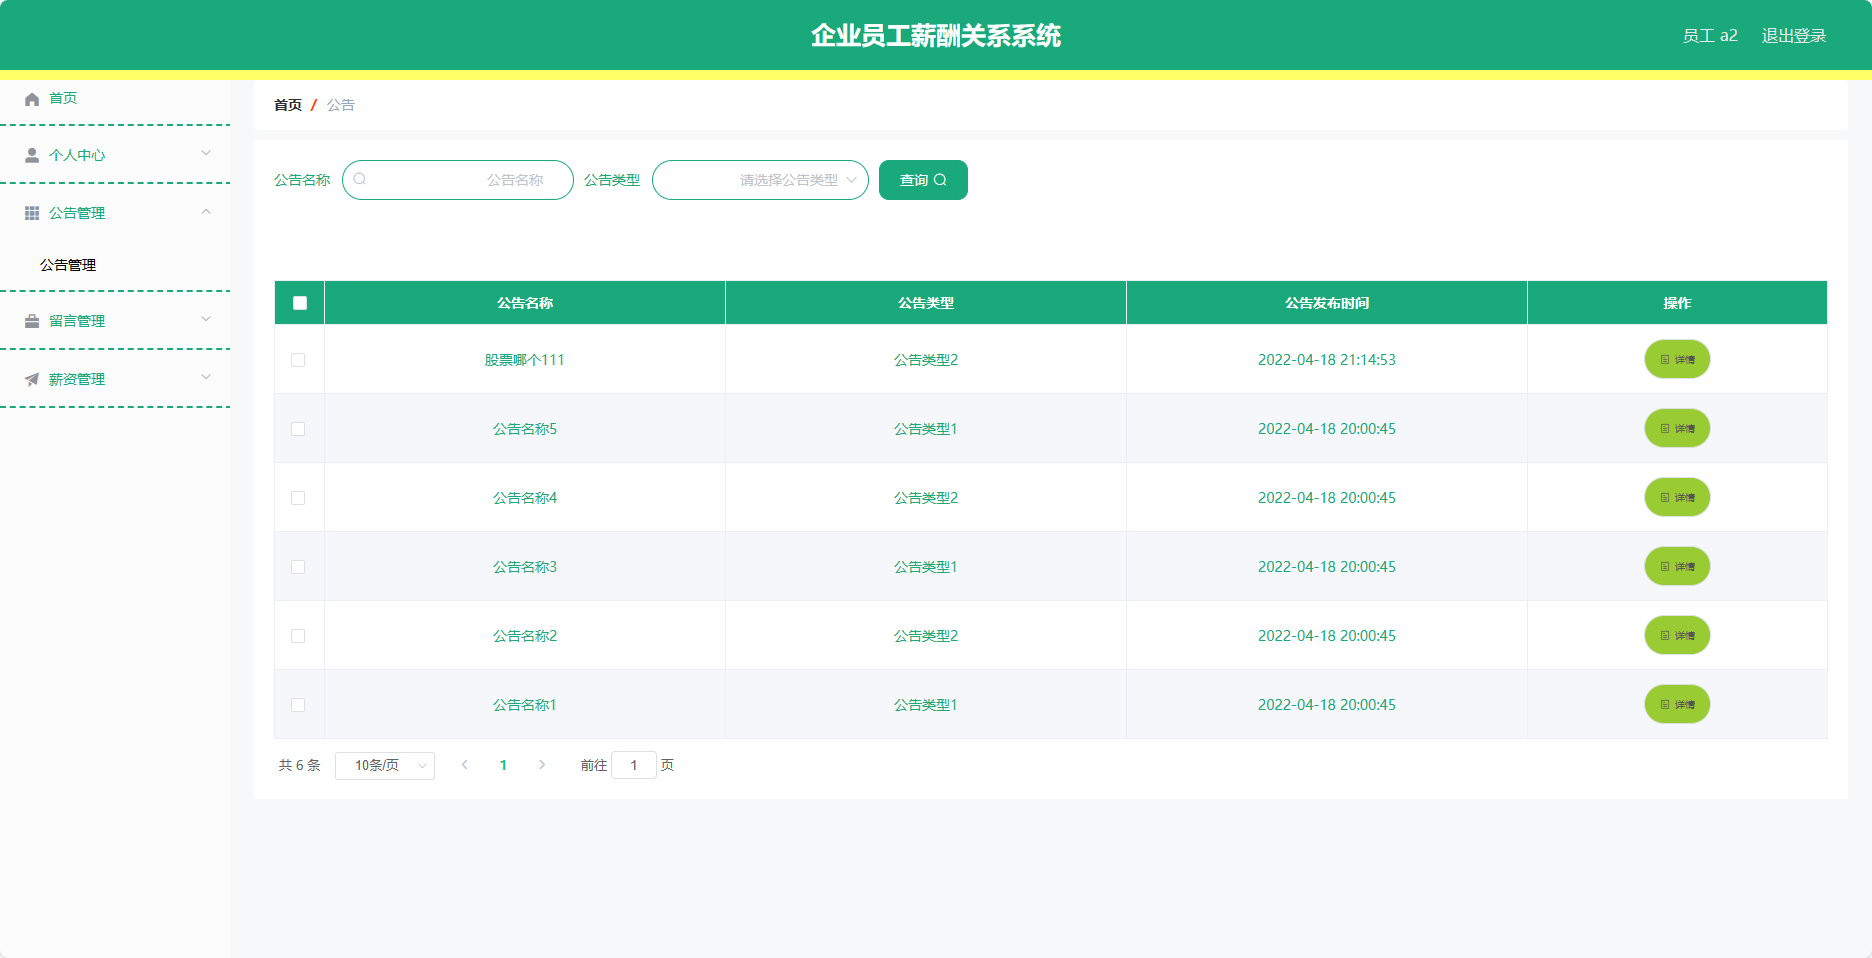 企业员工薪酬关系系统
员工 a2 退出登录
首页
个人中心
公告管理
公告管理
留言管理
薪资管理
首页 / 公告
公告名称 公告名称 公告类型 请选择公告类型 查询
公告名称 公告类型 公告发布时间 操作
股票哪个111 公告类型2 2022-04-18 21:14:53 详情
公告名称5 公告类型1 2022-04-18 20:00:45 详情
公告名称4 公告类型2 2022-04-18 20:00:45 详情
公告名称3 公告类型1 2022-04-18 20:00:45 详情
公告名称2 公告类型2 2022-04-18 20:00:45 详情
公告名称1 公告类型1 2022-04-18 20:00:45 详情
共 6 条 10条/页 1 前往 1 页